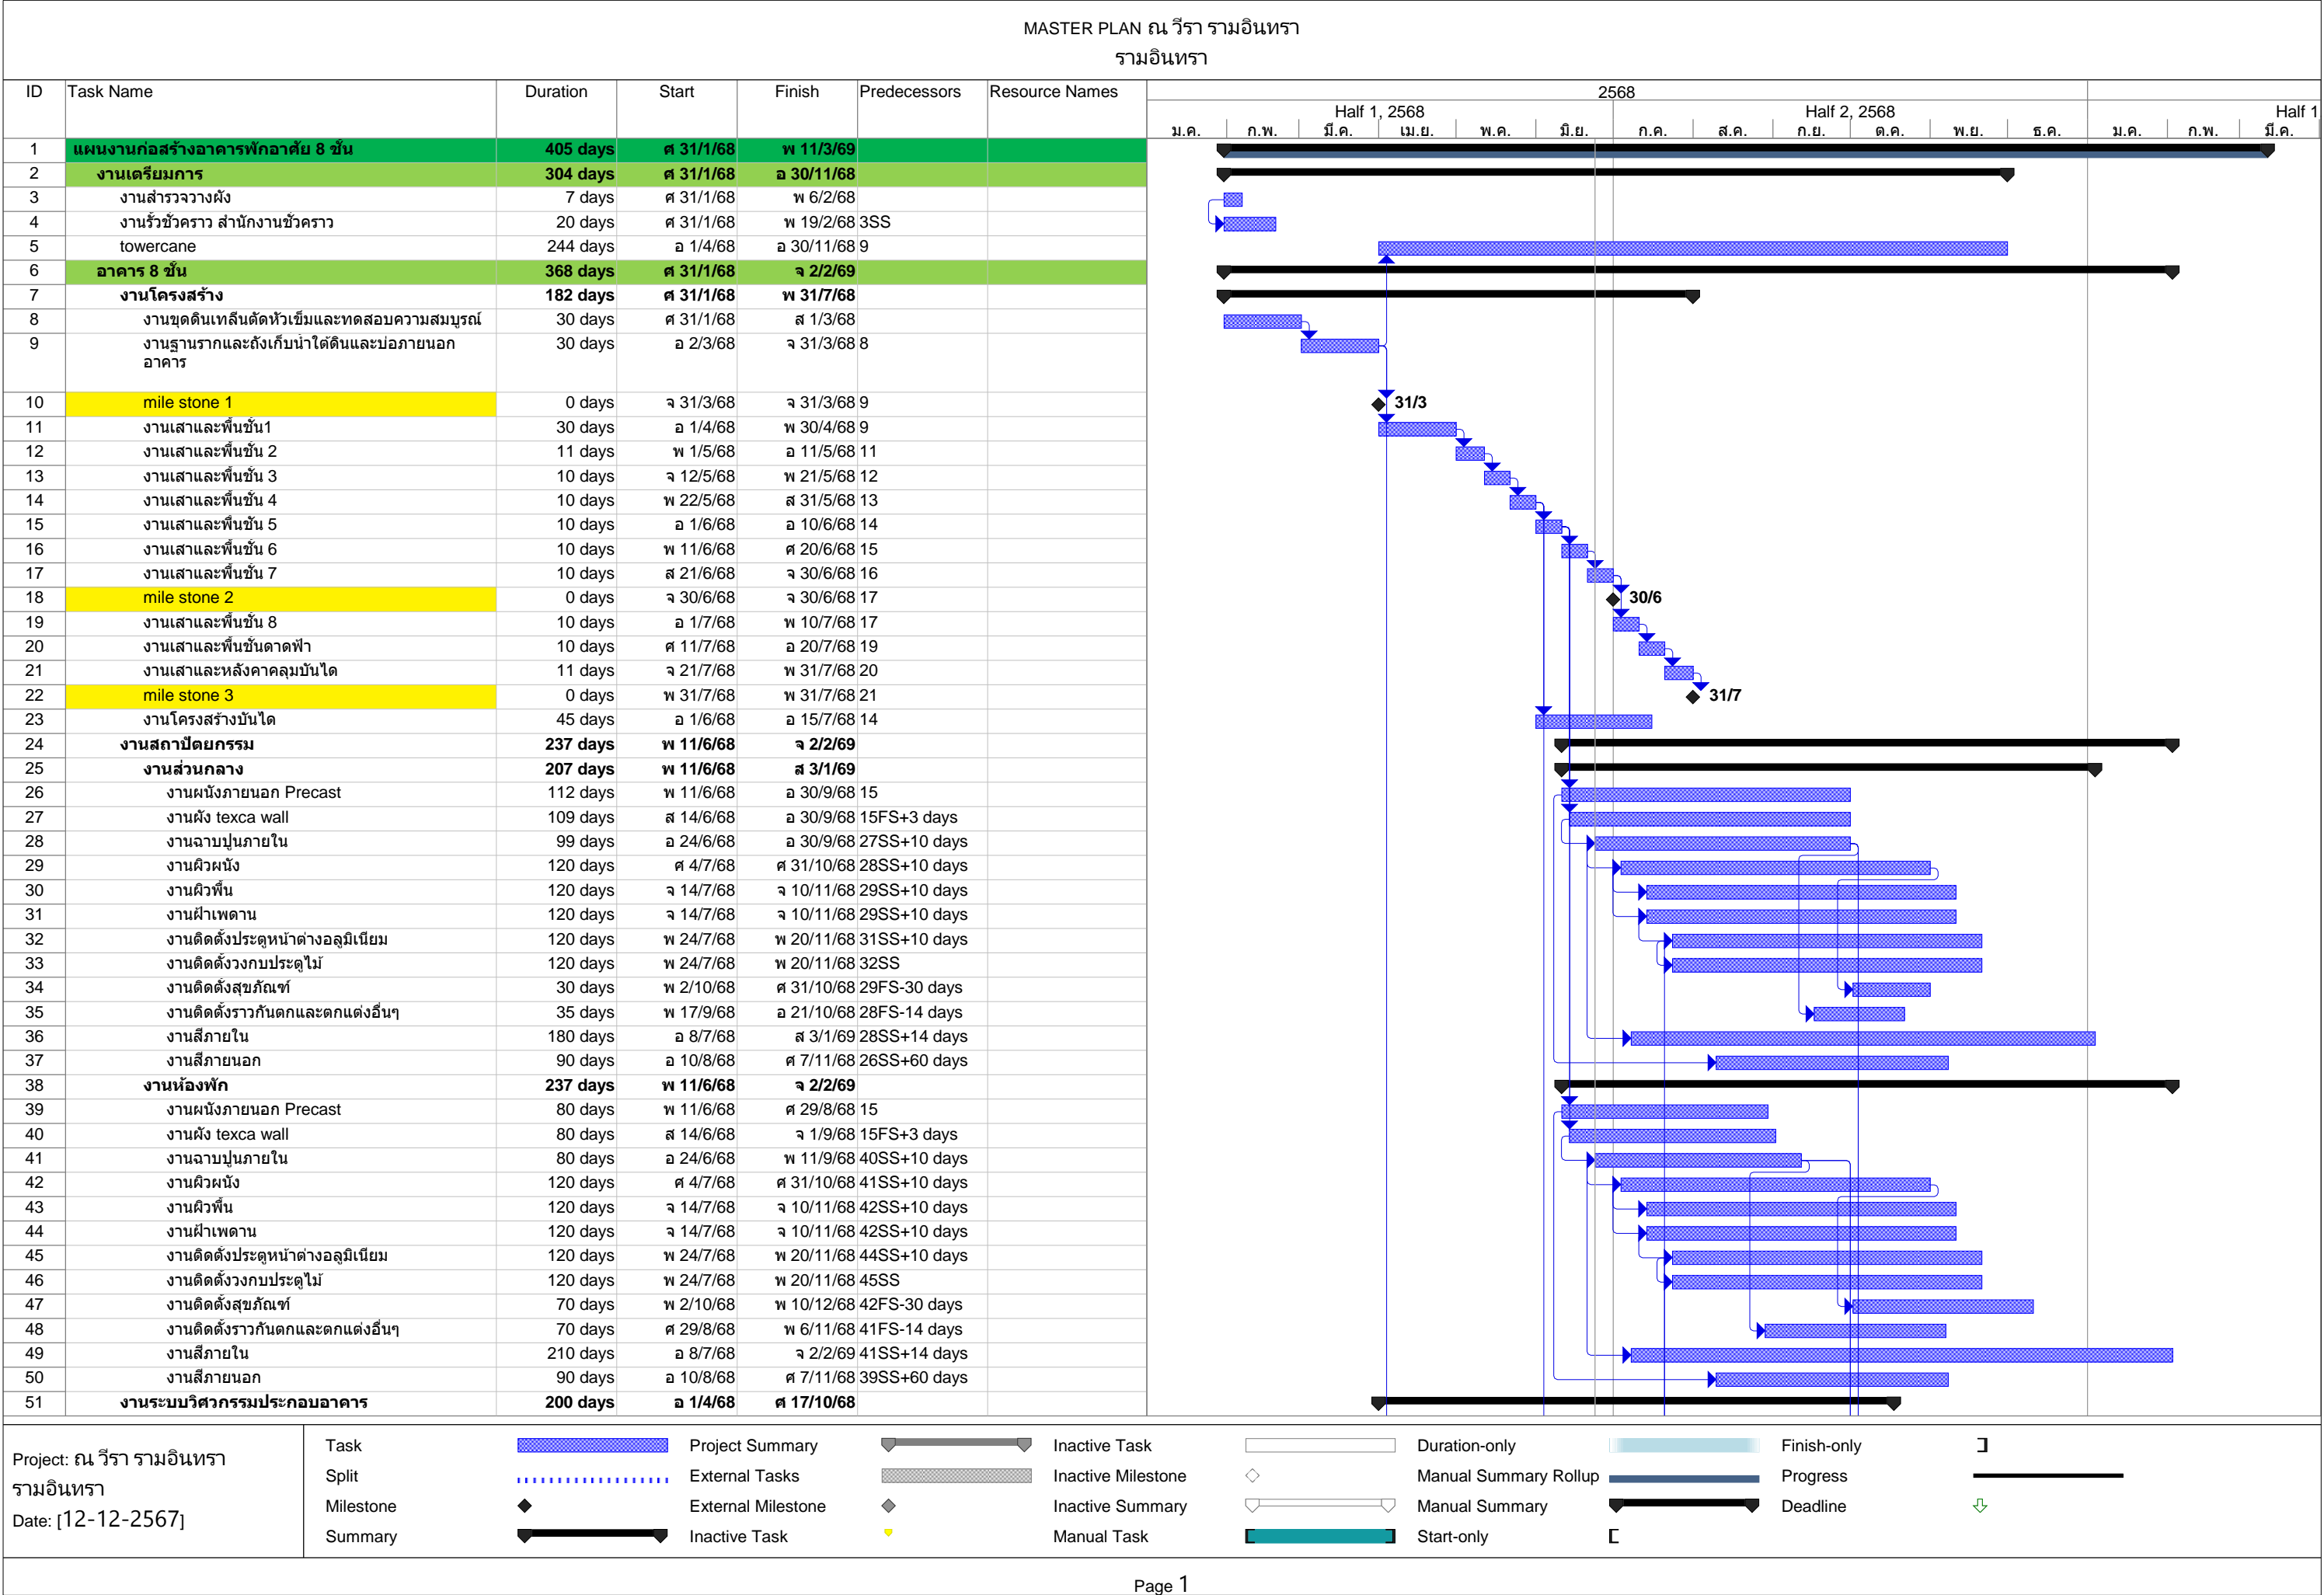 MASTER PLAN ณ วีรา รามอินทรา
รามอินทรา
ID Task Name Duration Start Finish Predecessors Resource Names
2568
Half 1, 2568 Half 2, 2568 Half 1
ม.ค. ก.พ. มี.ค. เม.ย. พ.ค. มิ.ย. ก.ค. ส.ค. ก.ย. ต.ค. พ.ย. ธ.ค. ม.ค. ก.พ. มี.ค.
1 แผนงานก่อสร้างอาคารพักอาศัย 8 ชั้น 405 days ศ 31/1/68 พ 11/3/69
2 งานเตรียมการ 304 days ศ 31/1/68 อ 30/11/68
3 งานสำรวจวางผัง 7 days ศ 31/1/68 พ 6/2/68
4 งานรั้วชั่วคราว สำนักงานชั่วคราว 20 days ศ 31/1/68 พ 19/2/68 3SS
5 towercane 244 days อ 1/4/68 อ 30/11/68 9
6 อาคาร 8 ชั้น 368 days ศ 31/1/68 จ 2/2/69
7 งานโครงสร้าง 182 days ศ 31/1/68 พ 31/7/68
8 งานขุดดินเทลีนตัดหัวเข็มและทดสอบความสมบูรณ์ 30 days ศ 31/1/68 ส 1/3/68
9 งานฐานรากและถังเก็บน้ำใต้ดินและบ่อภายนอก 30 days อ 2/3/68 จ 31/3/68 8
อาคาร
10 mile stone 1 0 days จ 31/3/68 จ 31/3/68 9 31/3
11 งานเสาและพื้นชั้น1 30 days อ 1/4/68 พ 30/4/68 9
12 งานเสาและพื้นชั้น 2 11 days พ 1/5/68 อ 11/5/68 11
13 งานเสาและพื้นชั้น 3 10 days จ 12/5/68 พ 21/5/68 12
14 งานเสาและพื้นชั้น 4 10 days พ 22/5/68 ส 31/5/68 13
15 งานเสาและพื้นชั้น 5 10 days อ 1/6/68 อ 10/6/68 14
16 งานเสาและพื้นชั้น 6 10 days พ 11/6/68 ศ 20/6/68 15
17 งานเสาและพื้นชั้น 7 10 days ส 21/6/68 จ 30/6/68 16
18 mile stone 2 0 days จ 30/6/68 จ 30/6/68 17 30/6
19 งานเสาและพื้นชั้น 8 10 days อ 1/7/68 พ 10/7/68 17
20 งานเสาและพื้นชั้นดาดฟ้า 10 days ศ 11/7/68 อ 20/7/68 19
21 งานเสาและหลังคาคลุมบันได 11 days จ 21/7/68 พ 31/7/68 20
22 mile stone 3 0 days พ 31/7/68 พ 31/7/68 21 31/7
23 งานโครงสร้างบันได 45 days อ 1/6/68 อ 15/7/68 14
24 งานสถาปัตยกรรม 237 days พ 11/6/68 จ 2/2/69
25 งานส่วนกลาง 207 days พ 11/6/68 ส 3/1/69
26 งานผนังภายนอก Precast 112 days พ 11/6/68 อ 30/9/68 15
27 งานผัง texca wall 109 days ส 14/6/68 อ 30/9/68 15FS+3 days
28 งานฉาบปูนภายใน 99 days อ 24/6/68 อ 30/9/68 27SS+10 days
29 งานผิวผนัง 120 days ศ 4/7/68 ศ 31/10/68 28SS+10 days
30 งานผิวพื้น 120 days จ 14/7/68 จ 10/11/68 29SS+10 days
31 งานฝ้าเพดาน 120 days จ 14/7/68 จ 10/11/68 29SS+10 days
32 งานติดตั้งประตูหน้าต่างอลูมิเนียม 120 days พ 24/7/68 พ 20/11/68 31SS+10 days
33 งานติดตั้งวงกบประตูไม้ 120 days พ 24/7/68 พ 20/11/68 32SS
34 งานติดตั้งสุขภัณฑ์ 30 days พ 2/10/68 ศ 31/10/68 29FS-30 days
35 งานติดตั้งราวกันตกและตกแต่งอื่นๆ 35 days พ 17/9/68 อ 21/10/68 28FS-14 days
36 งานสีภายใน 180 days อ 8/7/68 ส 3/1/69 28SS+14 days
37 งานสีภายนอก 90 days อ 10/8/68 ศ 7/11/68 26SS+60 days
38 งานห้องพัก 237 days พ 11/6/68 จ 2/2/69
39 งานผนังภายนอก Precast 80 days พ 11/6/68 ศ 29/8/68 15
40 งานผัง texca wall 80 days ส 14/6/68 จ 1/9/68 15FS+3 days
41 งานฉาบปูนภายใน 80 days อ 24/6/68 พ 11/9/68 40SS+10 days
42 งานผิวผนัง 120 days ศ 4/7/68 ศ 31/10/68 41SS+10 days
43 งานผิวพื้น 120 days จ 14/7/68 จ 10/11/68 42SS+10 days
44 งานฝ้าเพดาน 120 days จ 14/7/68 จ 10/11/68 42SS+10 days
45 งานติดตั้งประตูหน้าต่างอลูมิเนียม 120 days พ 24/7/68 พ 20/11/68 44SS+10 days
46 งานติดตั้งวงกบประตูไม้ 120 days พ 24/7/68 พ 20/11/68 45SS
47 งานติดตั้งสุขภัณฑ์ 70 days พ 2/10/68 พ 10/12/68 42FS-30 days
48 งานติดตั้งราวกันตกและตกแต่งอื่นๆ 70 days ศ 29/8/68 พ 6/11/68 41FS-14 days
49 งานสีภายใน 210 days อ 8/7/68 จ 2/2/69 41SS+14 days
50 งานสีภายนอก 90 days อ 10/8/68 ศ 7/11/68 39SS+60 days
51 งานระบบวิศวกรรมประกอบอาคาร 200 days อ 1/4/68 ศ 17/10/68
Project: ณ วีรา รามอินทรา
รามอินทรา
Date: [12-12-2567]
Task Project Summary Inactive Task Duration-only Finish-only
Split External Tasks Inactive Milestone Manual Summary Rollup Progress
Milestone External Milestone Inactive Summary Manual Summary Deadline
Summary Inactive Task Manual Task Start-only
Page 1